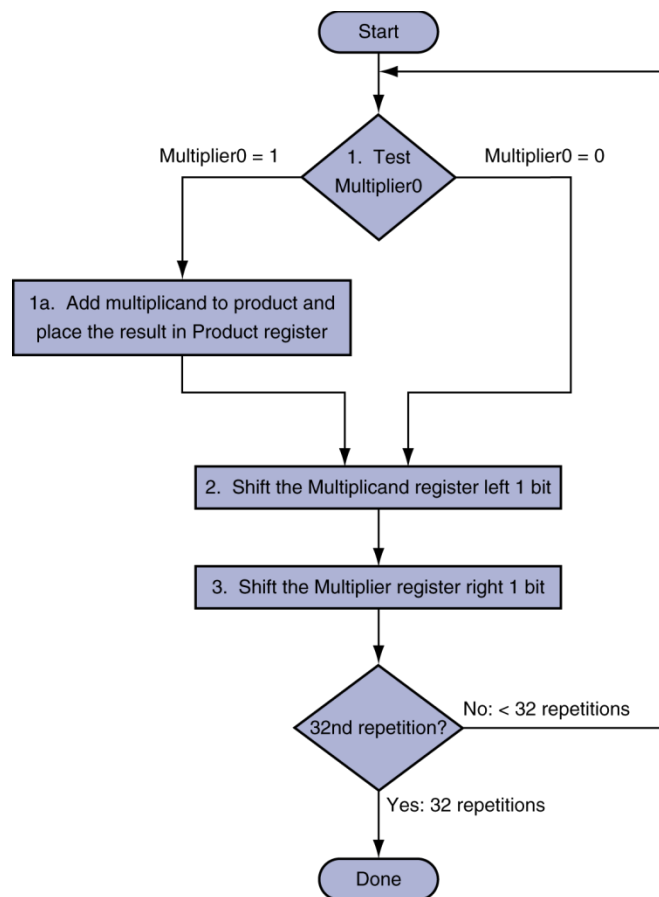 Start
Multiplier0 = 1
1. Test
Multiplier0
Multiplier0 = 0
1a. Add multiplicand to product and
place the result in Product register
2. Shift the Multiplicand register left 1 bit
3. Shift the Multiplier register right 1 bit
32nd repetition?
No: < 32 repetitions
Yes: 32 repetitions
Done